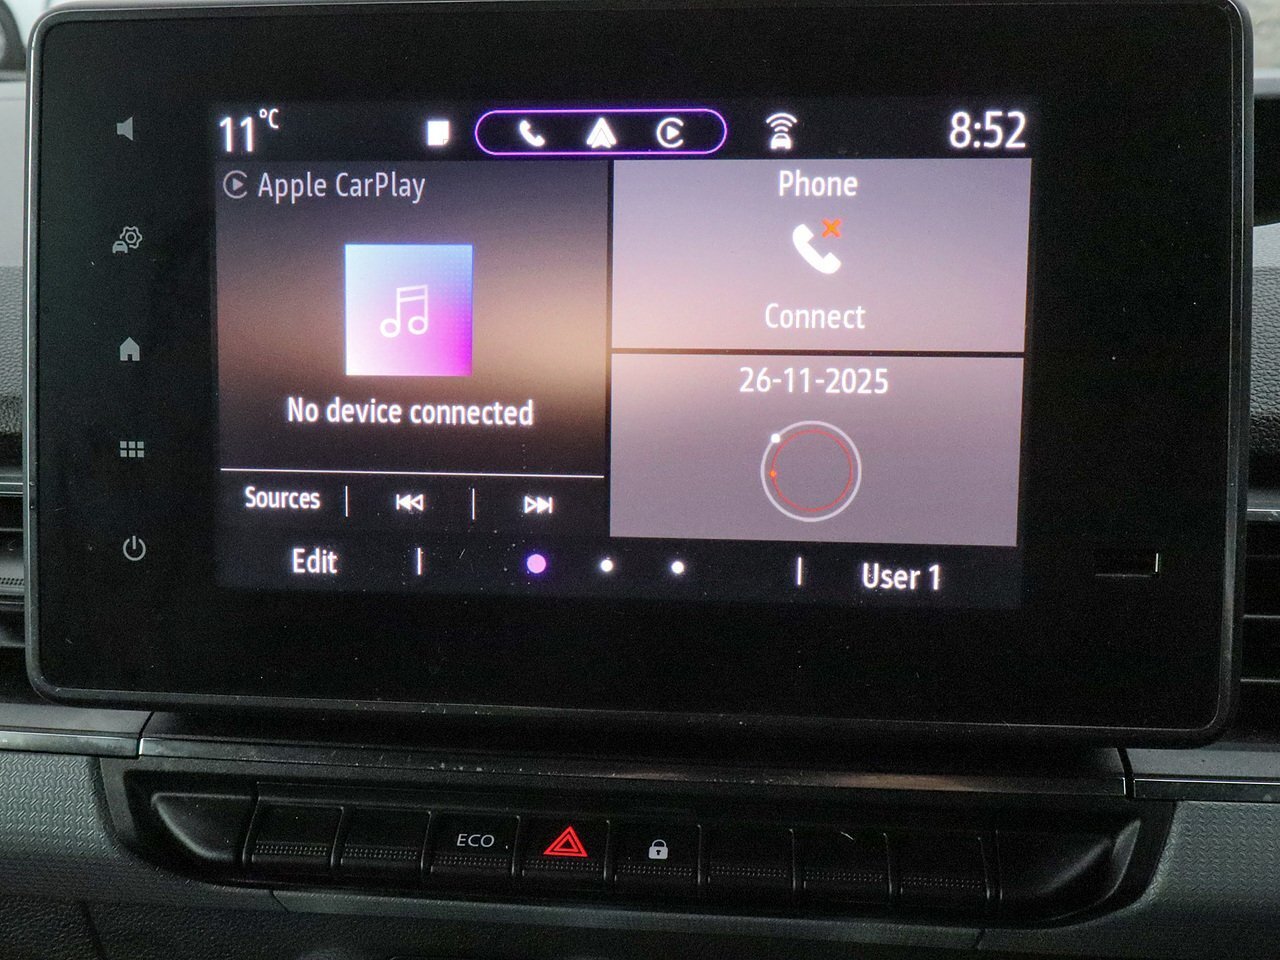 11°C
8:52
Apple CarPlay
No device connected
Sources
Edit
Phone
Connect
26-11-2025
User 1
ECO